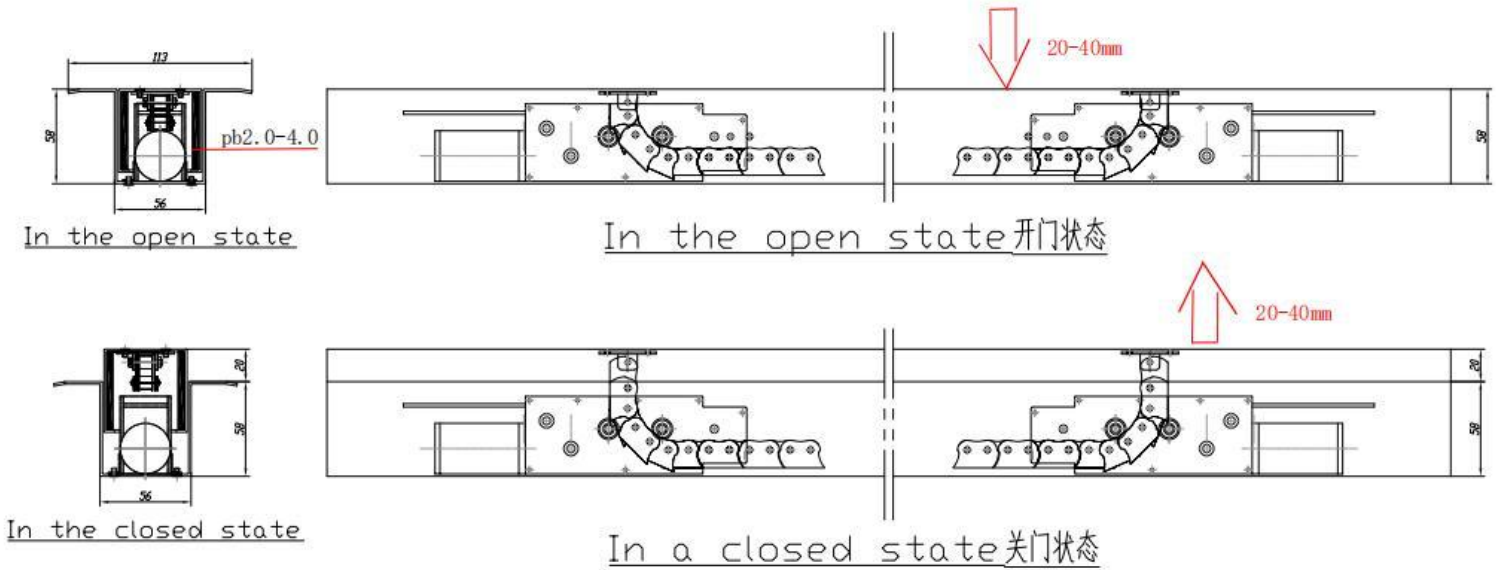 113
58
pb2.0-4.0
56
In the open state
20-40mm
58
In the open state开门状态
20-40mm
20
58
56
In the closed state
20
58
In a closed state关门状态